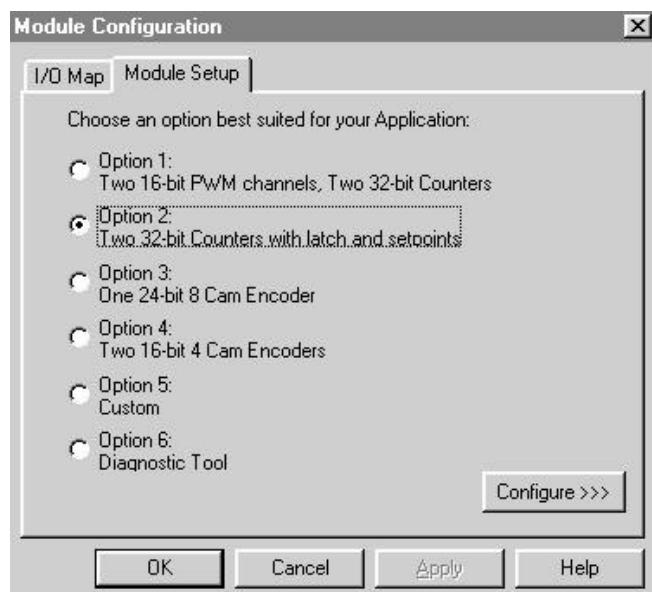 Module Configuration
I/O Map
Module Setup
Choose an option best suited for your Application:
Option 1:
Two 16-bit PWM channels, Two 32-bit Counters
Option 2:
Two 32-bit Counters with latch and setpoints
Option 3:
One 24-bit 8 Cam Encoder
Option 4:
Two 16-bit 4 Cam Encoders
Option 5:
Custom
Option 6:
Diagnostic Tool
Configure >>>
OK
Cancel
Apply
Help